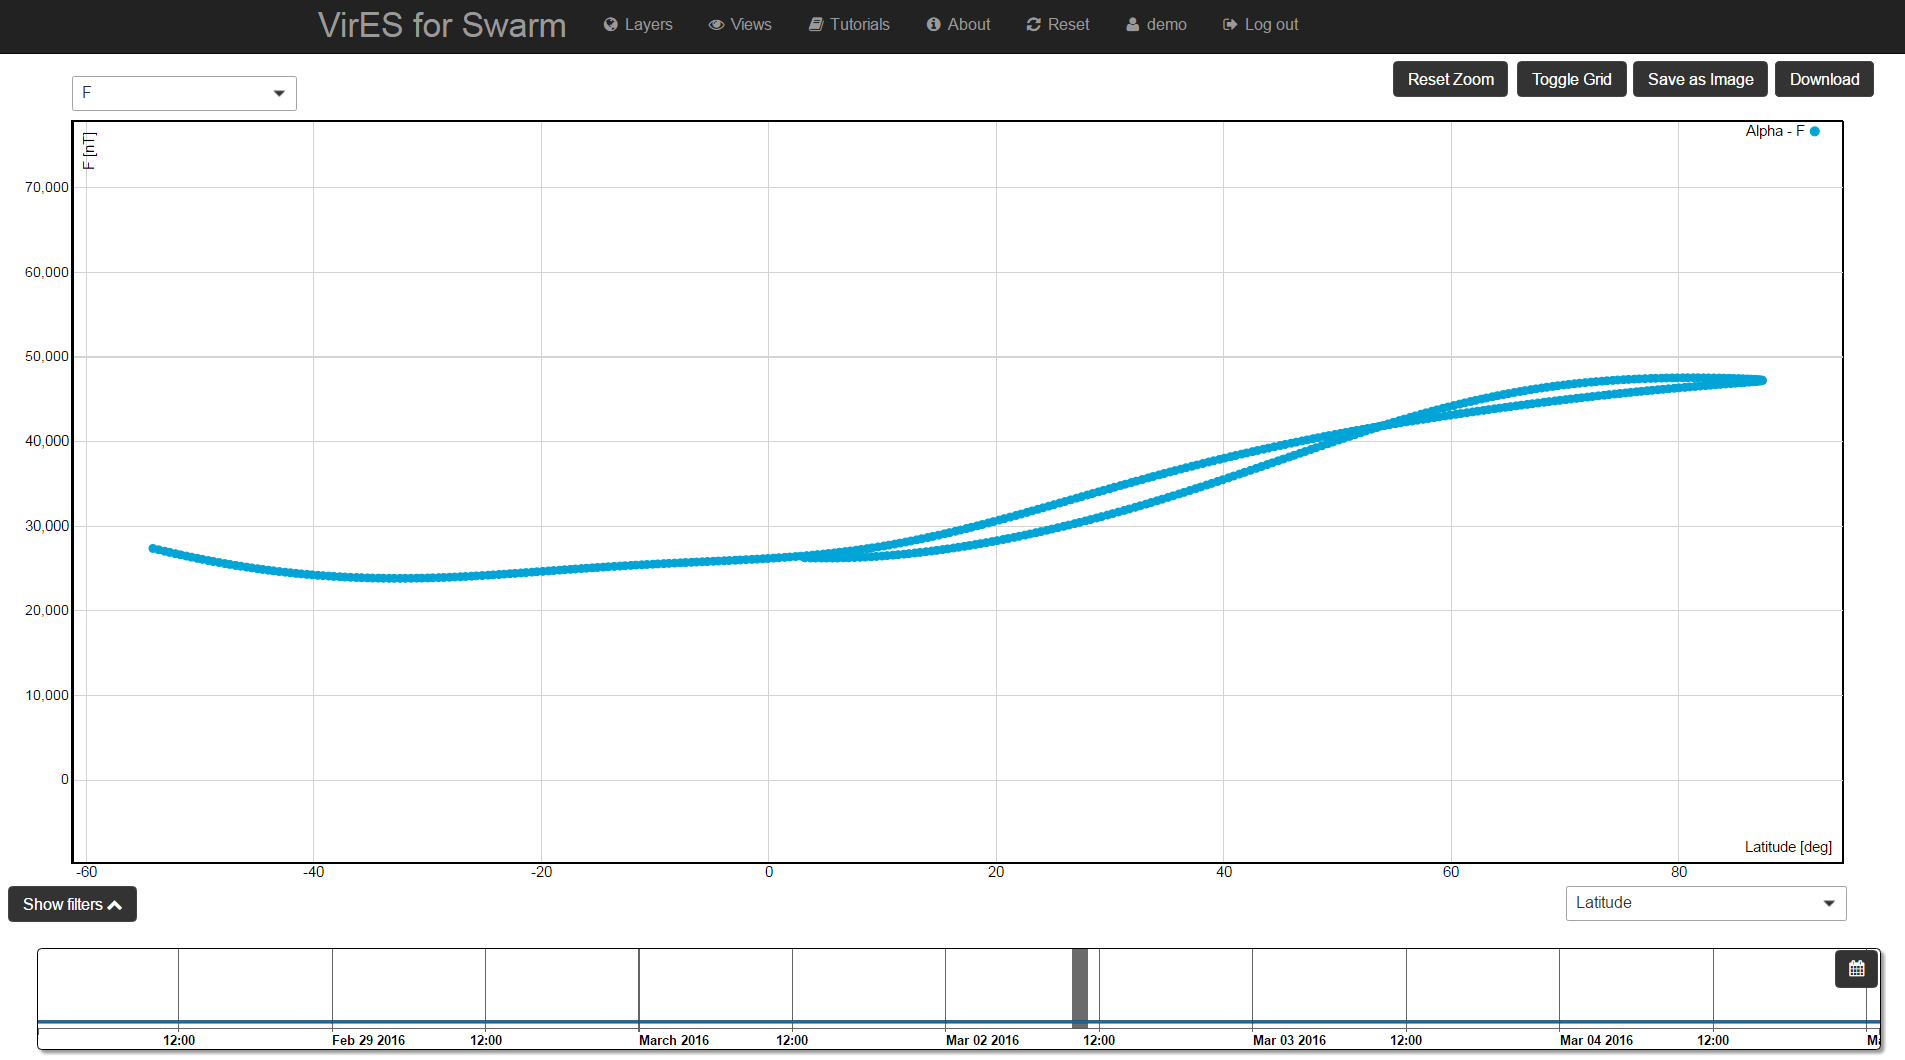 VirES for Swarm Layers Views Tutorials About Reset demo Log out
F
Reset Zoom Toggle Grid Save as Image Download
F [nT]
Alpha - F
70,000
60,000
50,000
40,000
30,000
20,000
10,000
0
Latitude [deg]
-60 -40 -20 0 20 40 60 80
Show filters
Latitude
12:00 Feb 29 2016 12:00 March 2016 12:00 Mar 02 2016 12:00 Mar 03 2016 12:00 Mar 04 2016 12:00